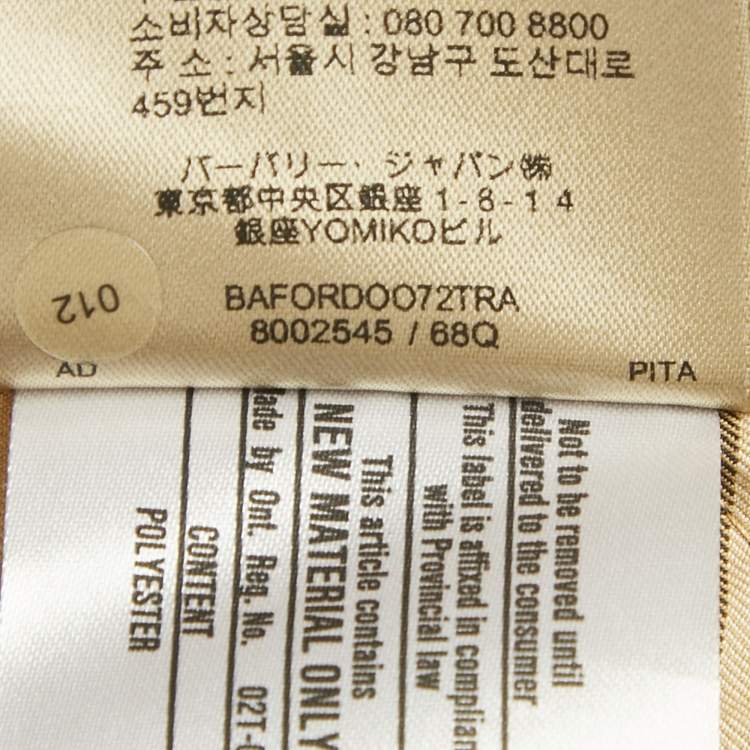 소비자상담실 : 080 700 8800
주 소 : 서울시 강남구 도산대로
459번지
バーバリー・ジャパン㈱
東京都中央区銀座 1 - 8 - 1 4
銀座YOMIKOビル
012
BAFORDOO72TRA
8002545 / 68Q
AD
PITA
Not to be removed until
delivered to the consumer
This label is affixed in
with Provincial law
This article contains
NEW MATERIAL ONLY
Made by Ont. Reg. No. 02T-
CONTENT
POLYESTER